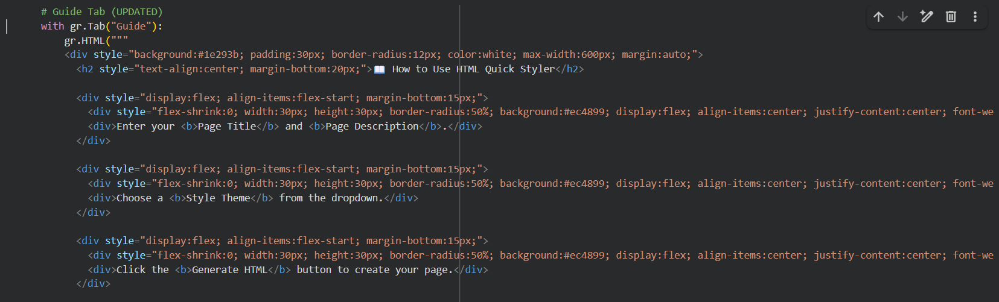 # Guide Tab (UPDATED)
with gr.Tab("Guide"):
gr.HTML("""
<div style="background:#1e293b; padding:30px; border-radius:12px; color:white; max-width:600px; margin:auto;">
<h2 style="text-align:center; margin-bottom:20px;">📖 How to Use HTML Quick Styler</h2>
<div style="display:flex; align-items:flex-start; margin-bottom:15px;">
<div style="flex-shrink:0; width:30px; height:30px; border-radius:50%; background:#ec4899; display:flex; align-items:center; justify-content:center; font-we
<div>Enter your <b>Page Title</b> and <b>Page Description</b>.</div>
</div>
<div style="display:flex; align-items:flex-start; margin-bottom:15px;">
<div style="flex-shrink:0; width:30px; height:30px; border-radius:50%; background:#ec4899; display:flex; align-items:center; justify-content:center; font-we
<div>Choose a <b>Style Theme</b> from the dropdown.</div>
</div>
<div style="display:flex; align-items:flex-start; margin-bottom:15px;">
<div style="flex-shrink:0; width:30px; height:30px; border-radius:50%; background:#ec4899; display:flex; align-items:center; justify-content:center; font-we
<div>Click the <b>Generate HTML</b> button to create your page.</div>
</div>